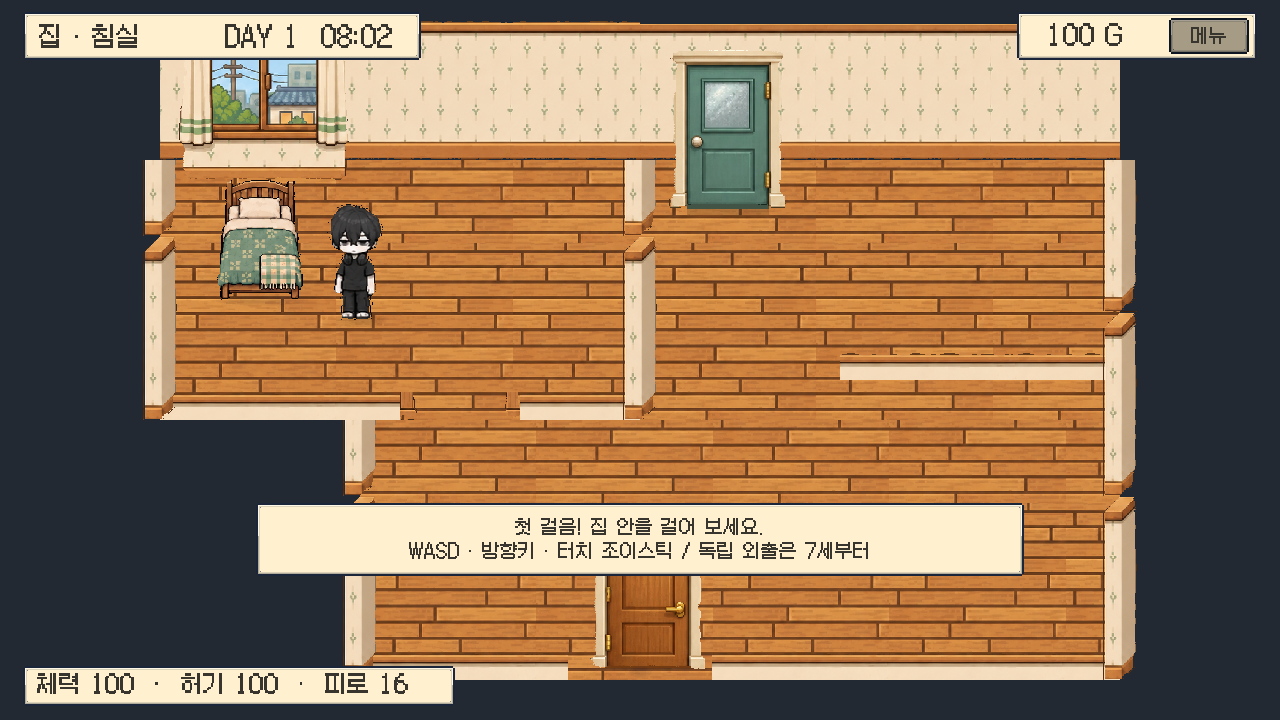 집 · 침실 DAY 1 08:02
100 G 메뉴
첫 걸음! 집 안을 걸어 보세요.
WASD · 방향키 · 터치 조이스틱 / 독립 외출은 7세부터
체력 100 · 허기 100 · 피로 16